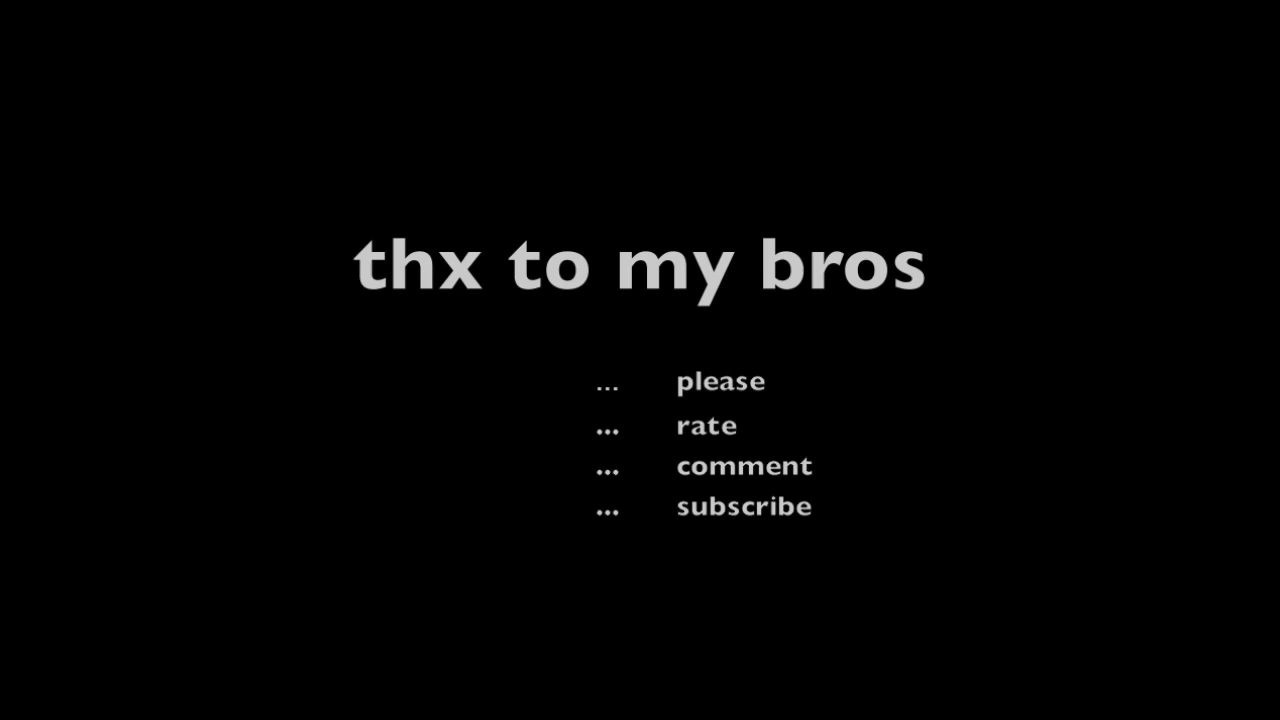 thx to my bros
... please
... rate
... comment
... subscribe